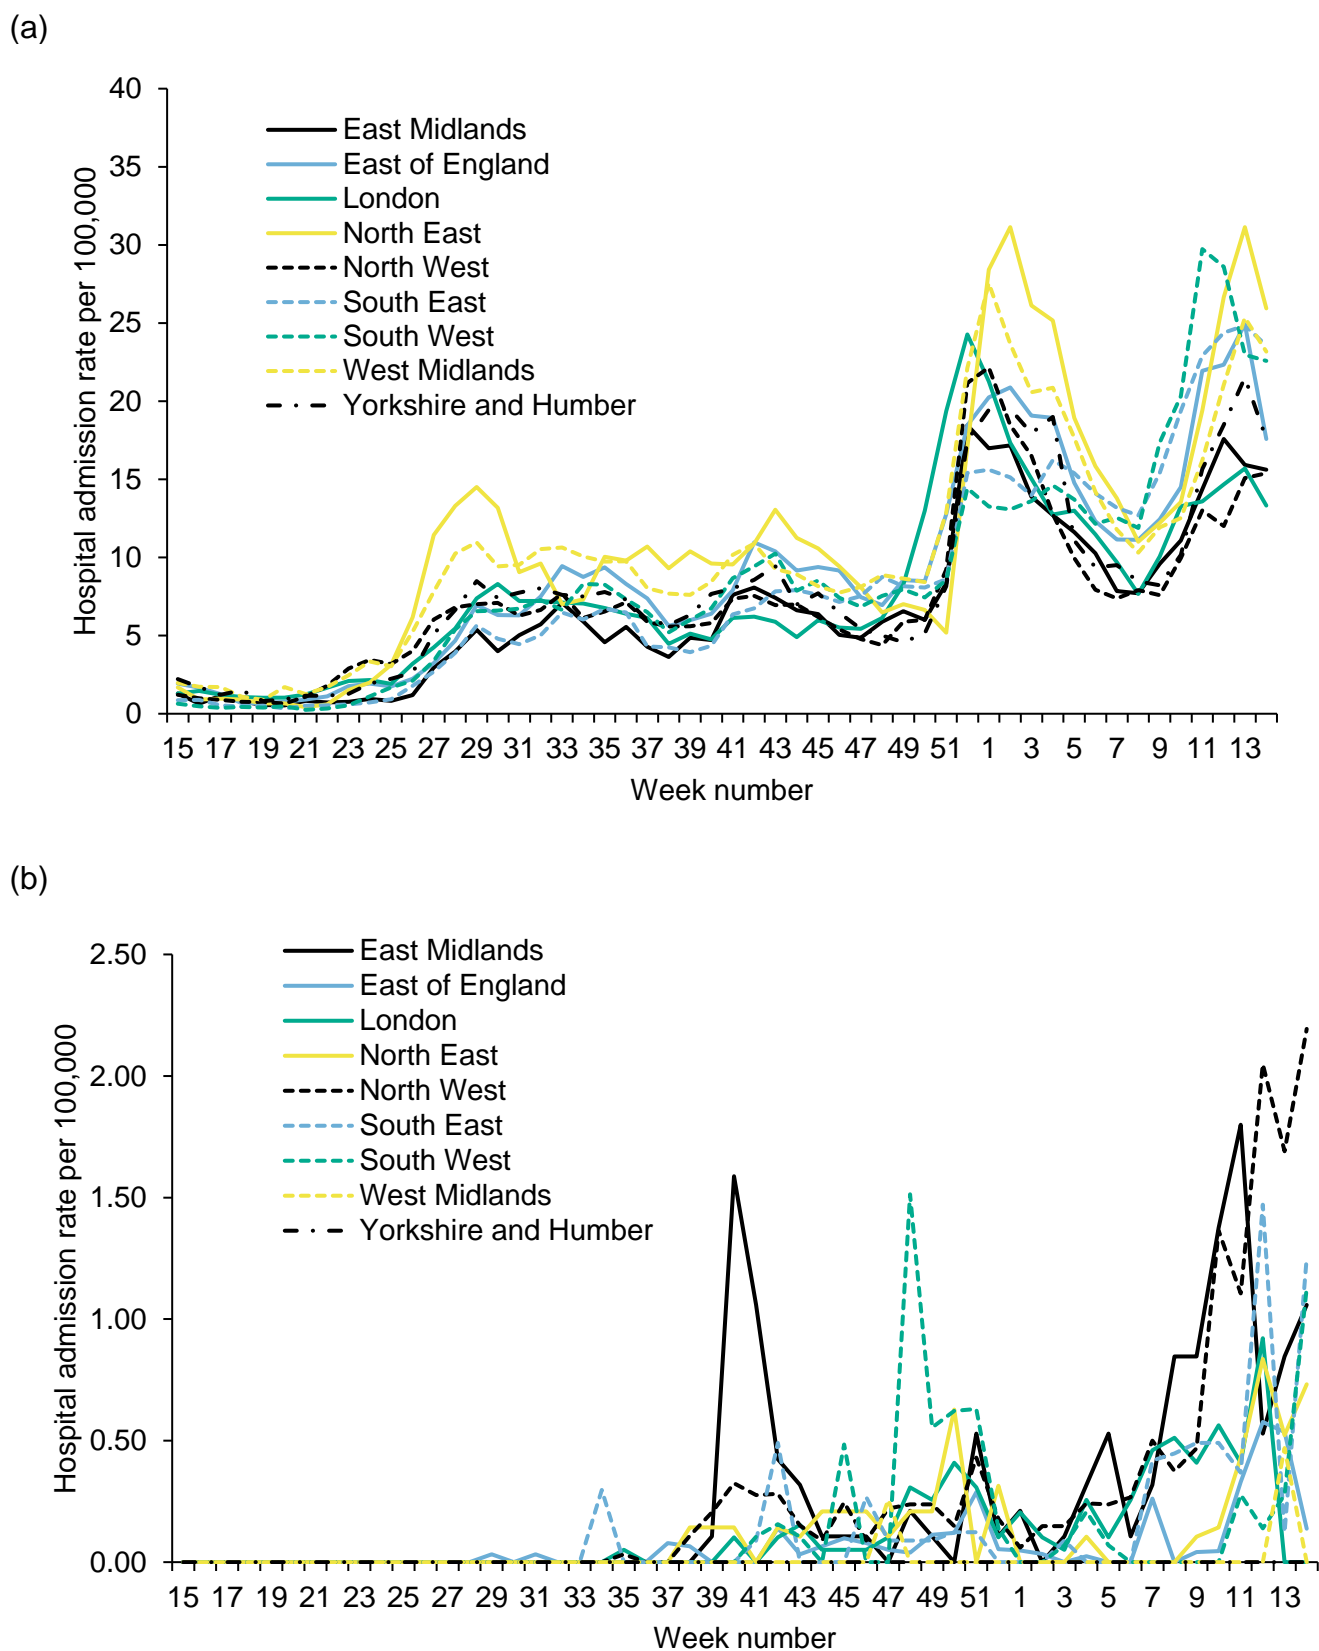 (a)
40
35
30
25
20
15
10
5
0
Hospital admission rate per 100,000
East Midlands
East of England
London
North East
North West
South East
South West
West Midlands
Yorkshire and Humber
15 17 19 21 23 25 27 29 31 33 35 37 39 41 43 45 47 49 51 1 3 5 7 9 11 13
Week number
(b)
2.50
2.00
1.50
1.00
0.50
0.00
Hospital admission rate per 100,000
East Midlands
East of England
London
North East
North West
South East
South West
West Midlands
Yorkshire and Humber
15 17 19 21 23 25 27 29 31 33 35 37 39 41 43 45 47 49 51 1 3 5 7 9 11 13
Week number